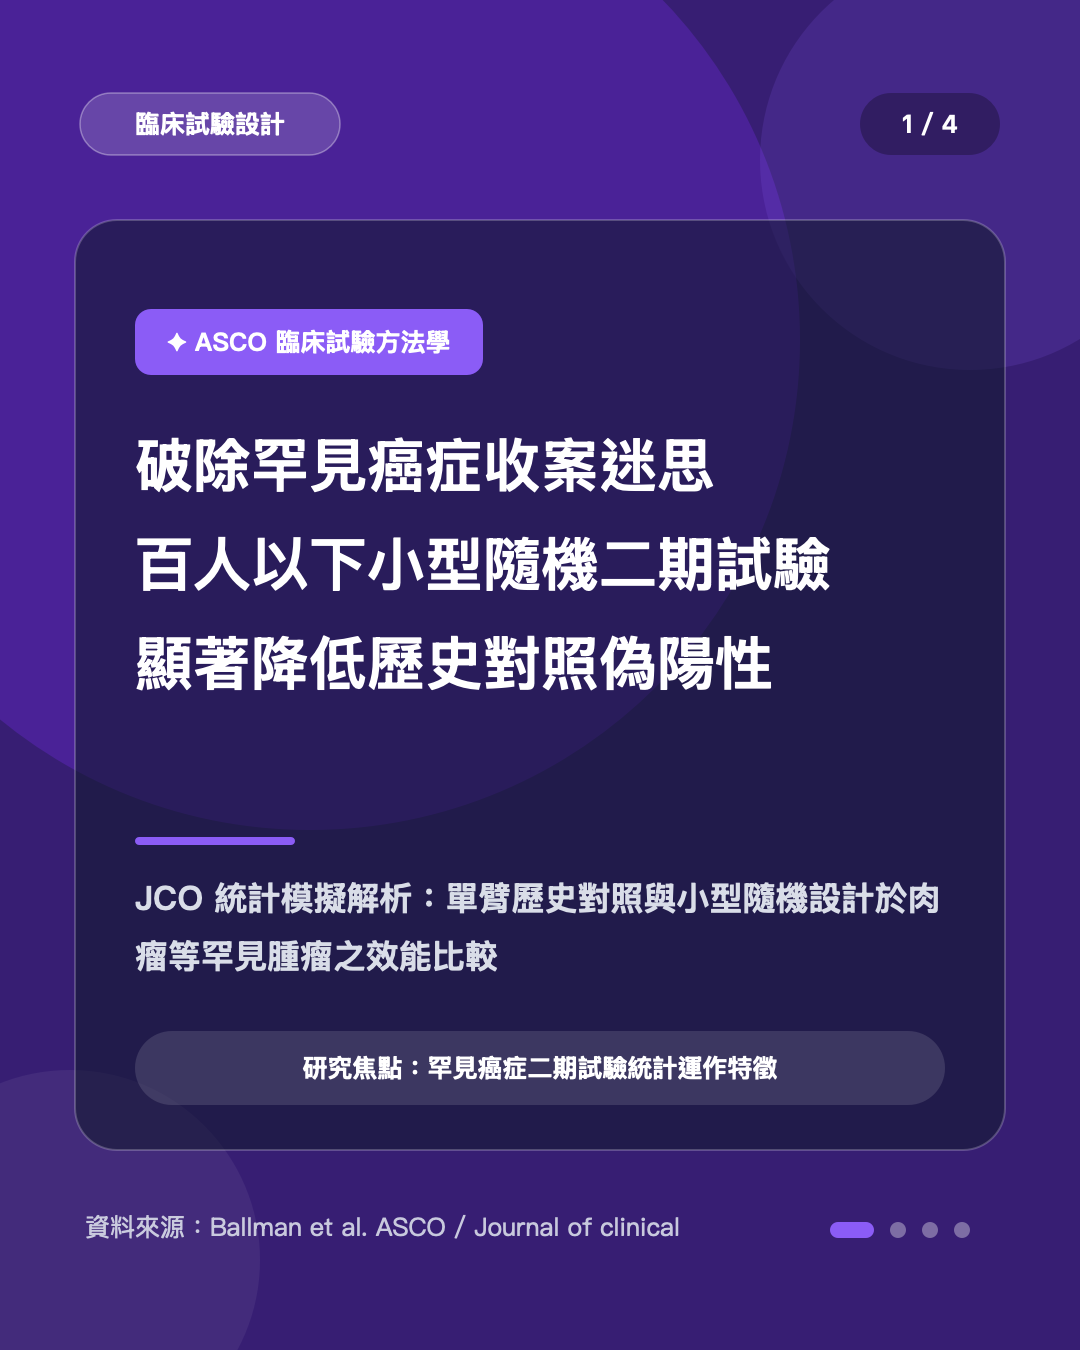 臨床試驗設計
1 / 4
✦ ASCO 臨床試驗方法學
破除罕見癌症收案迷思
百人以下小型隨機二期試驗
顯著降低歷史對照偽陽性
JCO 統計模擬解析：單臂歷史對照與小型隨機設計於肉
瘤等罕見腫瘤之效能比較
研究焦點：罕見癌症二期試驗統計運作特徵
資料來源：Ballman et al. ASCO / Journal of clinical